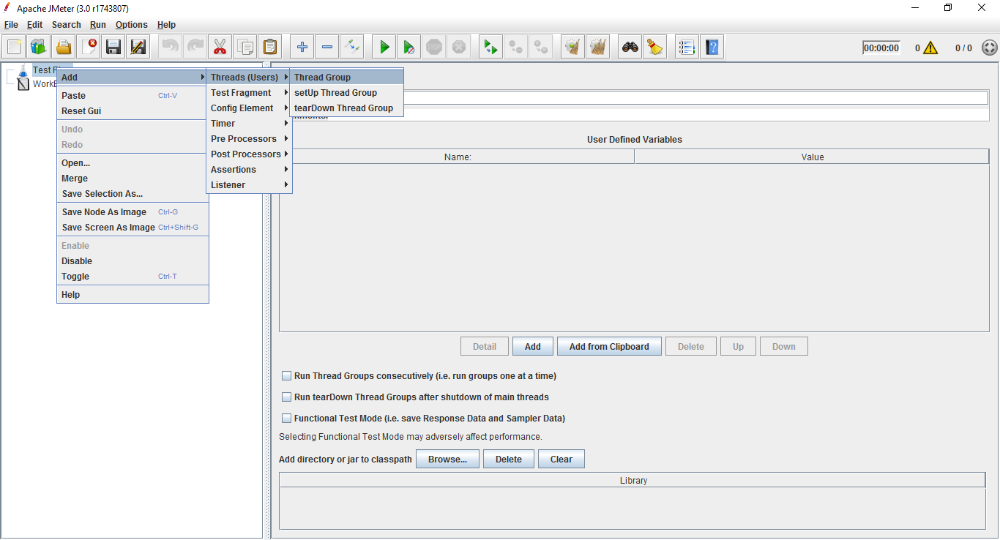 Apache JMeter (3.0 r1743807)
File Edit Search Run Options Help
00:00:00 0 0 / 0
Test
Add
Paste Ctrl-V
Reset Gui
Undo
Redo
Open...
Merge
Save Selection As...
Save Node As Image Ctrl-G
Save Screen As Image Ctrl+Shift-G
Enable
Disable
Toggle Ctrl-T
Help
Threads (Users)
Test Fragment
Config Element
Timer
Pre Processors
Post Processors
Assertions
Listener
Thread Group
setUp Thread Group
tearDown Thread Group
User Defined Variables
Name: Value
Detail Add Add from Clipboard Delete Up Down
Run Thread Groups consecutively (i.e. run groups one at a time)
Run tearDown Thread Groups after shutdown of main threads
Functional Test Mode (i.e. save Response Data and Sampler Data)
Selecting Functional Test Mode may adversely affect performance.
Add directory or jar to classpath Browse... Delete Clear
Library